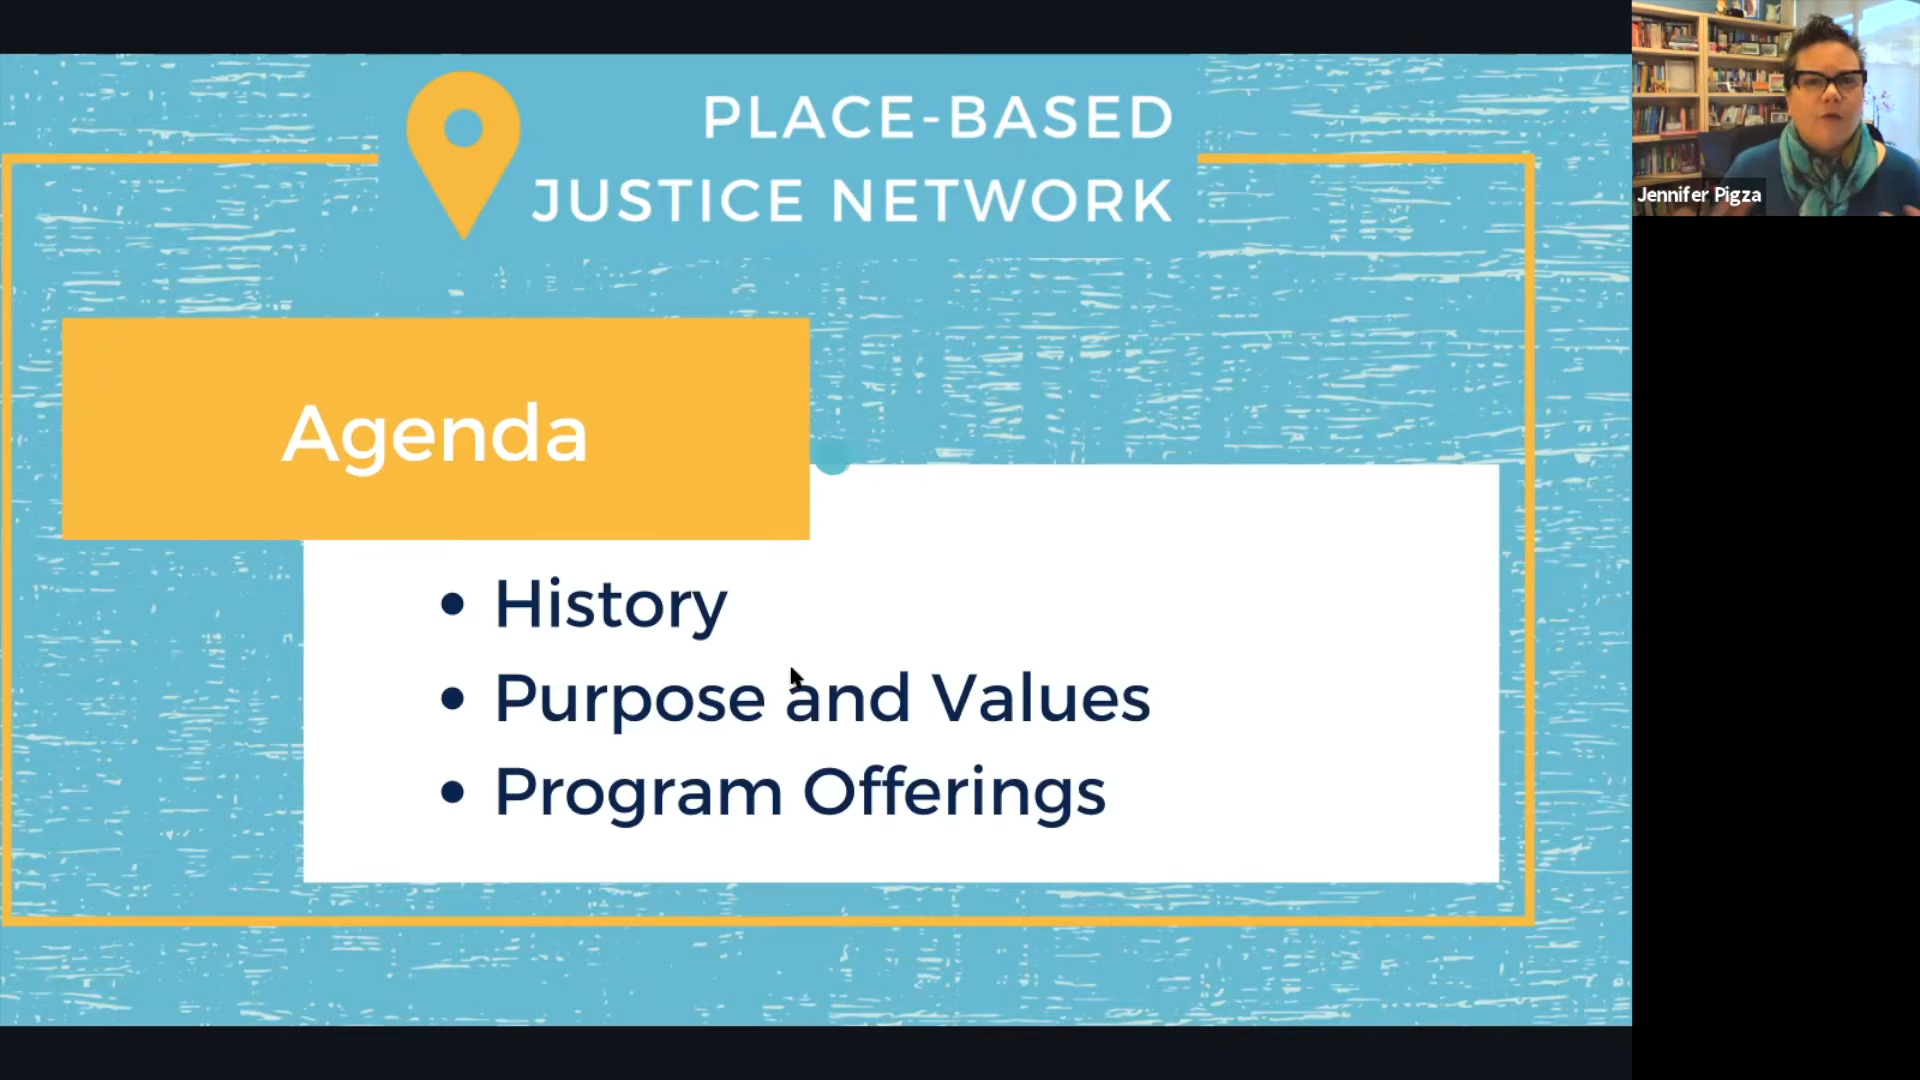 PLACE-BASED
JUSTICE NETWORK
Agenda
• History
• Purpose and Values
• Program Offerings
Jennifer Pigza